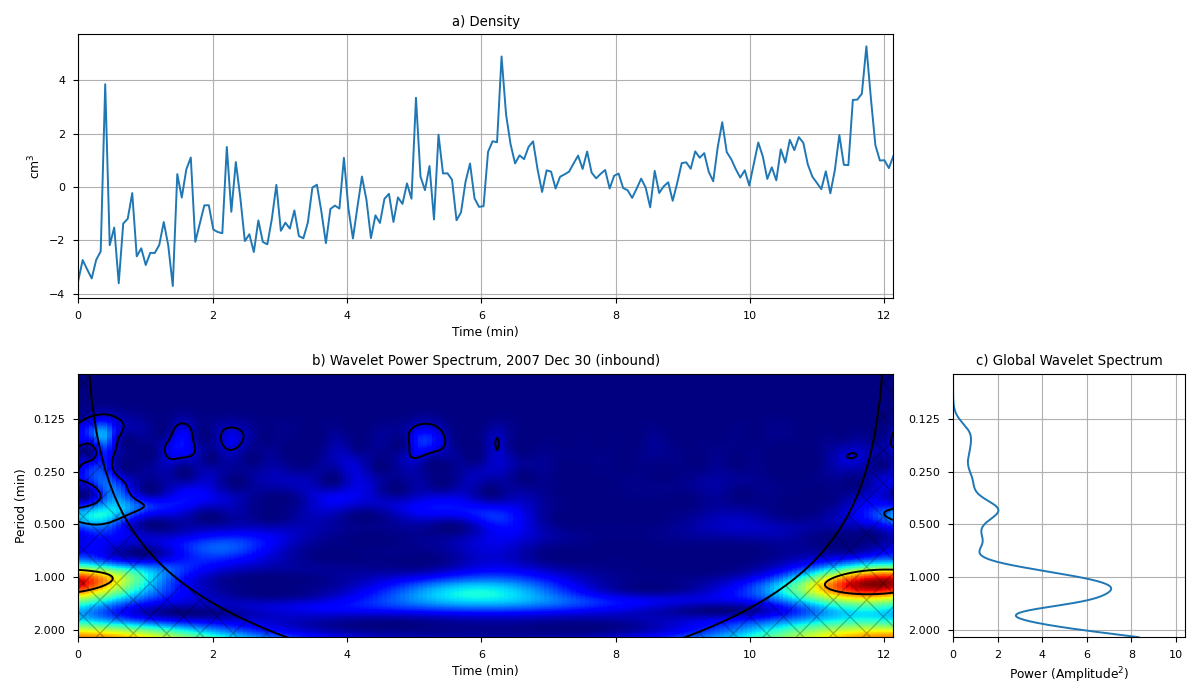 a) Density
cm³
4
2
0
−2
−4
0 2 4 6 8 10 12
Time (min)
b) Wavelet Power Spectrum, 2007 Dec 30 (inbound)
Period (min)
0.125
0.250
0.500
1.000
2.000
0 2 4 6 8 10 12
Time (min)
c) Global Wavelet Spectrum
0.125
0.250
0.500
1.000
2.000
0 2 4 6 8 10
Power (Amplitude²)